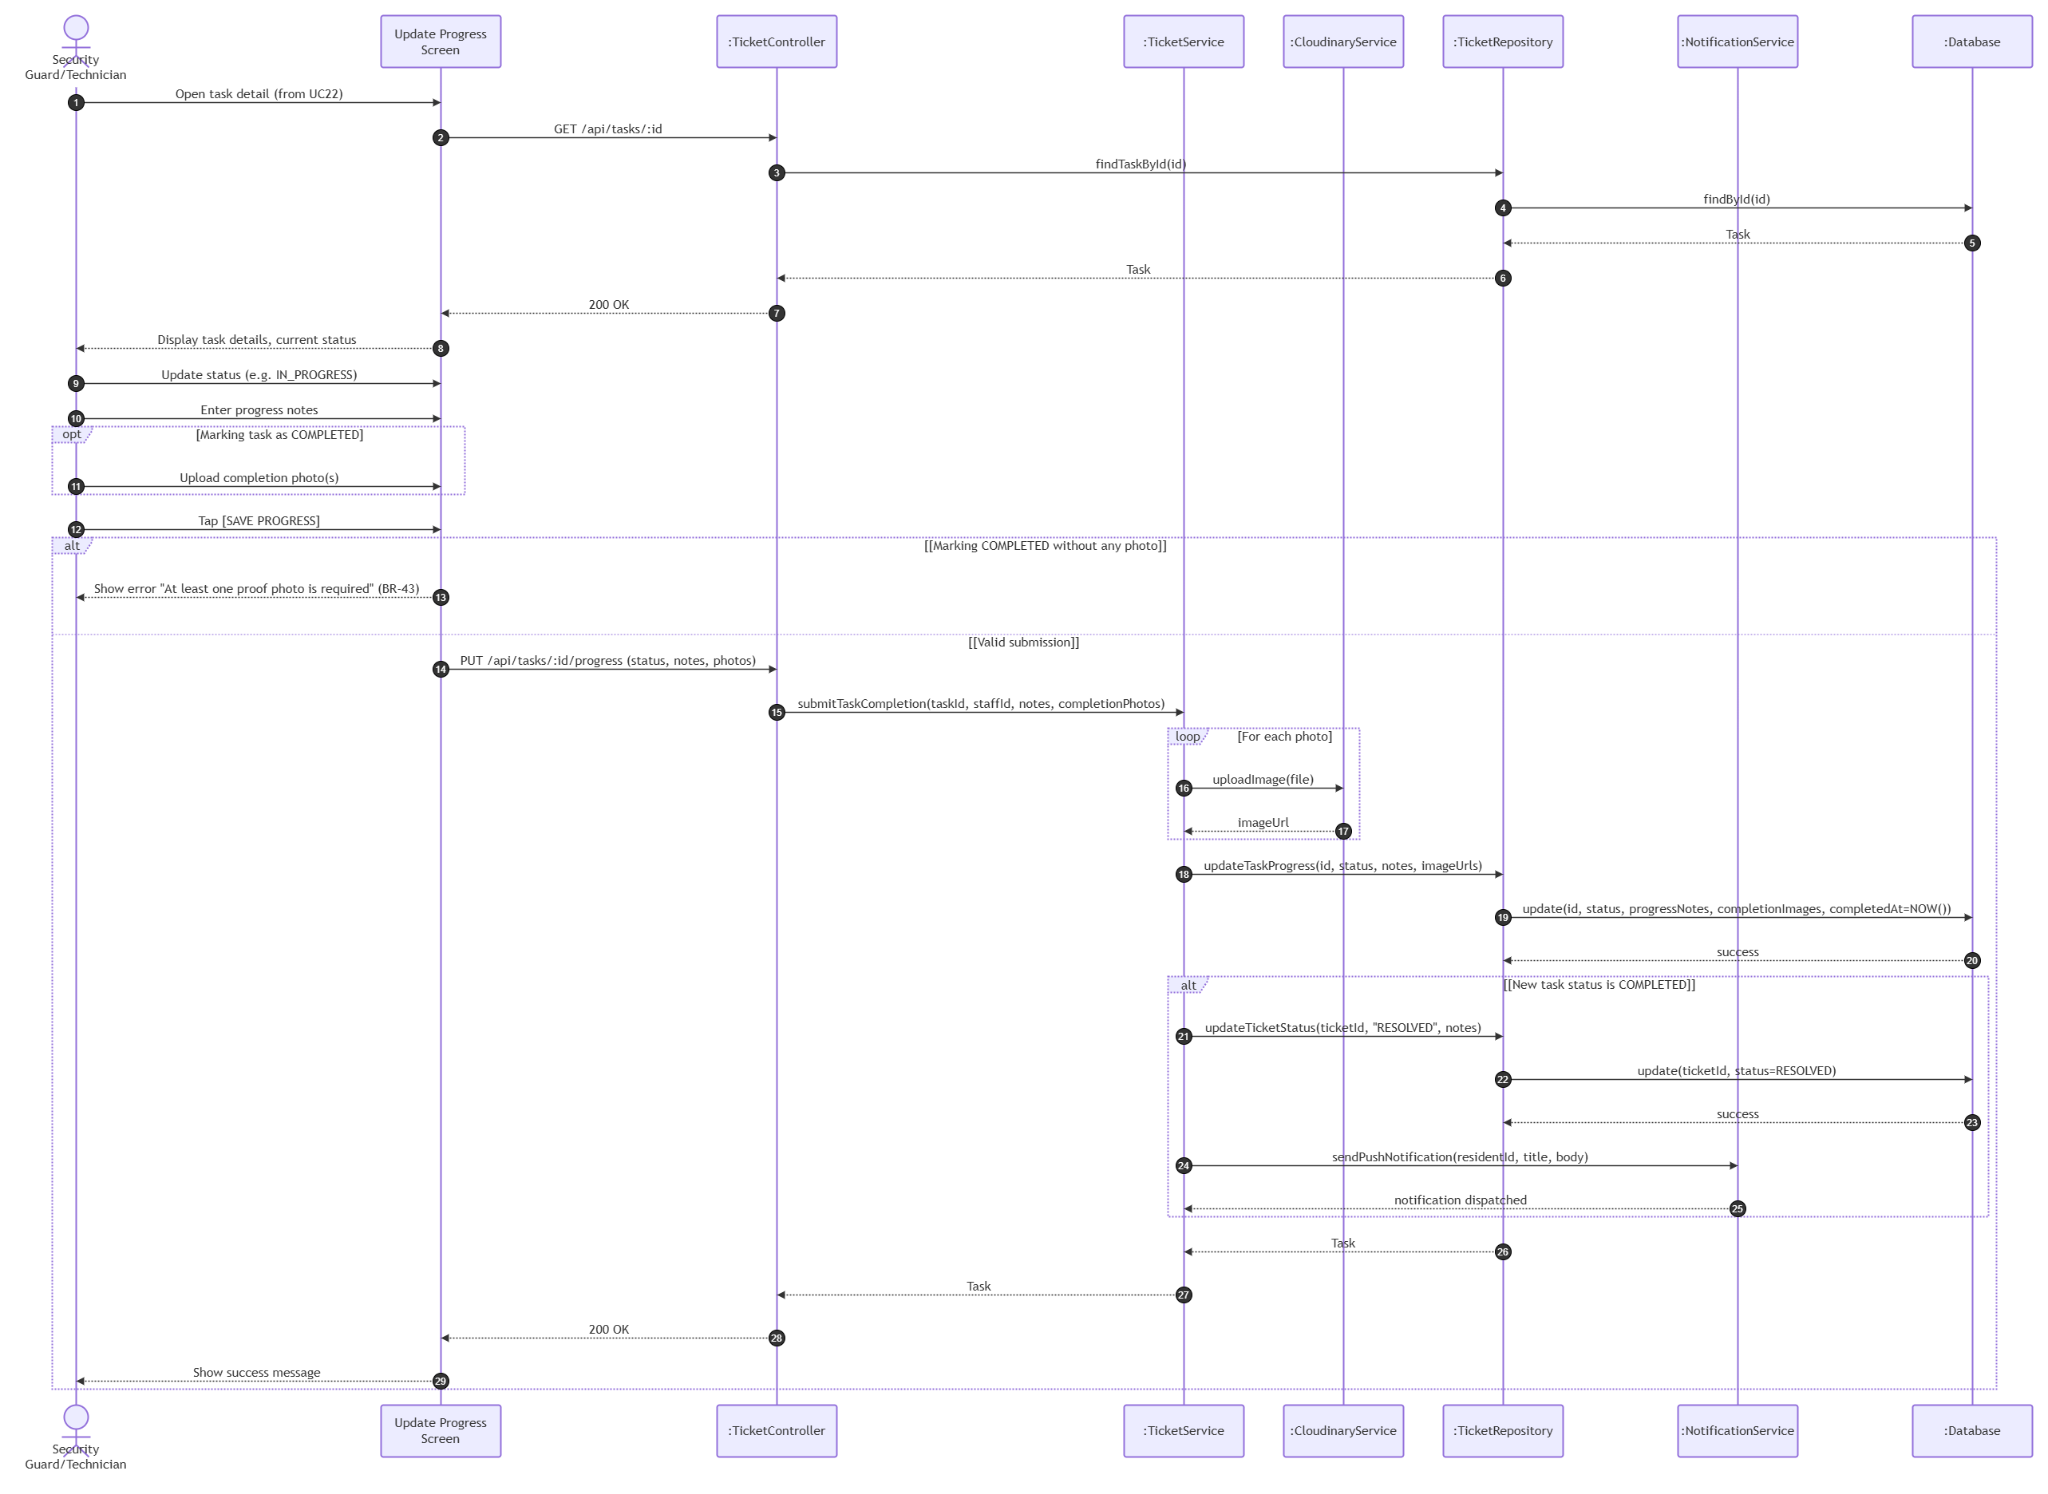 Security
Guard/Technician
Update Progress
Screen
:TicketController
:TicketService
:CloudinaryService
:TicketRepository
:NotificationService
:Database
1
Open task detail (from UC22)
2
GET /api/tasks/:id
3
findTaskById(id)
4
findById(id)
Task
5
Task
6
200 OK
7
Display task details, current status
8
9
Update status (e.g. IN_PROGRESS)
10
Enter progress notes
opt
[Marking task as COMPLETED]
11
Upload completion photo(s)
12
Tap [SAVE PROGRESS]
alt
[[Marking COMPLETED without any photo]]
Show error "At least one proof photo is required" (BR-43)
13
[[Valid submission]]
14
PUT /api/tasks/:id/progress (status, notes, photos)
15
submitTaskCompletion(taskId, staffId, notes, completionPhotos)
loop
[For each photo]
16
uploadImage(file)
imageUrl
17
18
updateTaskProgress(id, status, notes, imageUrls)
19
update(id, status, progressNotes, completionImages, completedAt=NOW())
success
20
alt
[[New task status is COMPLETED]]
21
updateTicketStatus(ticketId, "RESOLVED", notes)
22
update(ticketId, status=RESOLVED)
success
23
24
sendPushNotification(residentId, title, body)
notification dispatched
25
Task
26
Task
27
200 OK
28
Show success message
29
Security
Guard/Technician
Update Progress
Screen
:TicketController
:TicketService
:CloudinaryService
:TicketRepository
:NotificationService
:Database